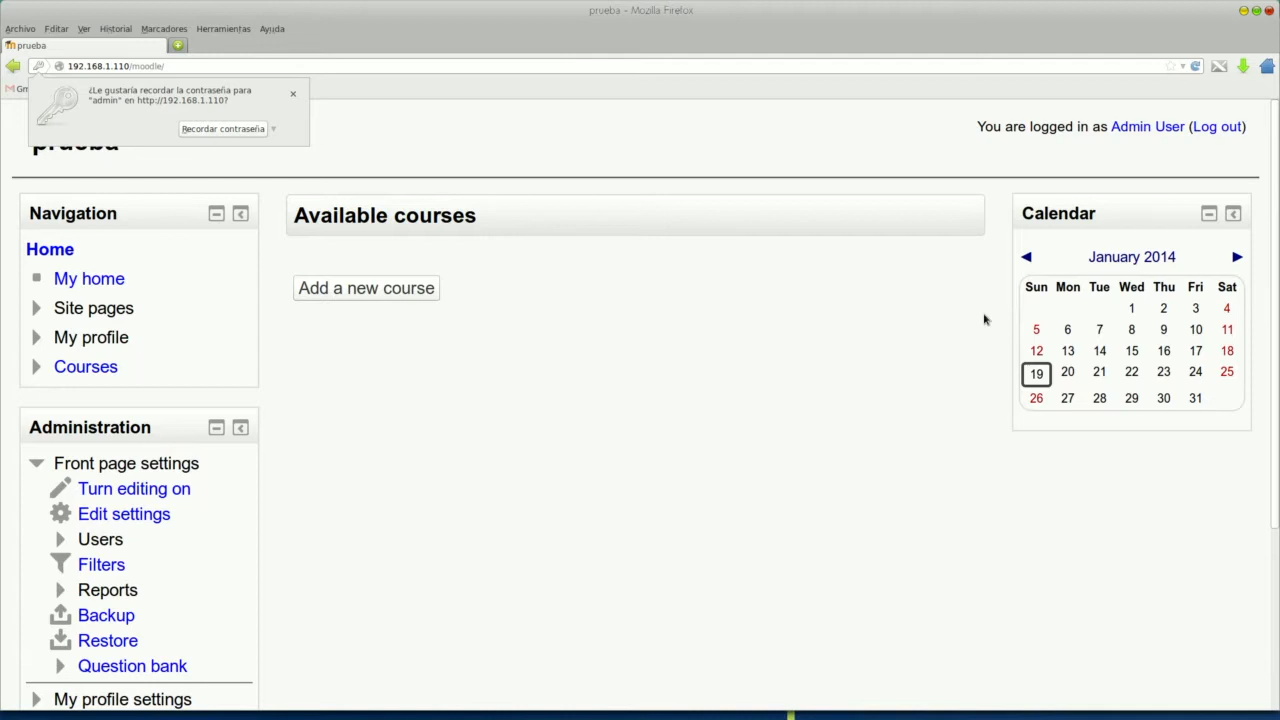 prueba - Mozilla Firefox
Archivo Editar Ver Historial Marcadores Herramientas Ayuda
prueba
192.168.1.110/moodle/
¿Le gustaría recordar la contraseña para
"admin" en http://192.168.1.110?
Recordar contraseña
You are logged in as Admin User (Log out)
prueba
Navigation
Home
My home
Site pages
My profile
Courses
Administration
Front page settings
Turn editing on
Edit settings
Users
Filters
Reports
Backup
Restore
Question bank
My profile settings
Available courses
Add a new course
Calendar
January 2014
Sun Mon Tue Wed Thu Fri Sat
1 2 3 4
5 6 7 8 9 10 11
12 13 14 15 16 17 18
19 20 21 22 23 24 25
26 27 28 29 30 31